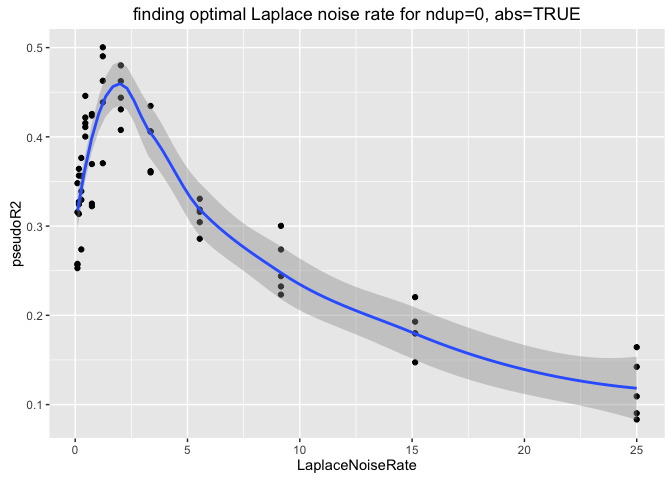 finding optimal Laplace noise rate for ndup=0, abs=TRUE
0.5
0.4
0.3
0.2
0.1
pseudoR2
0 5 10 15 20 25
LaplaceNoiseRate